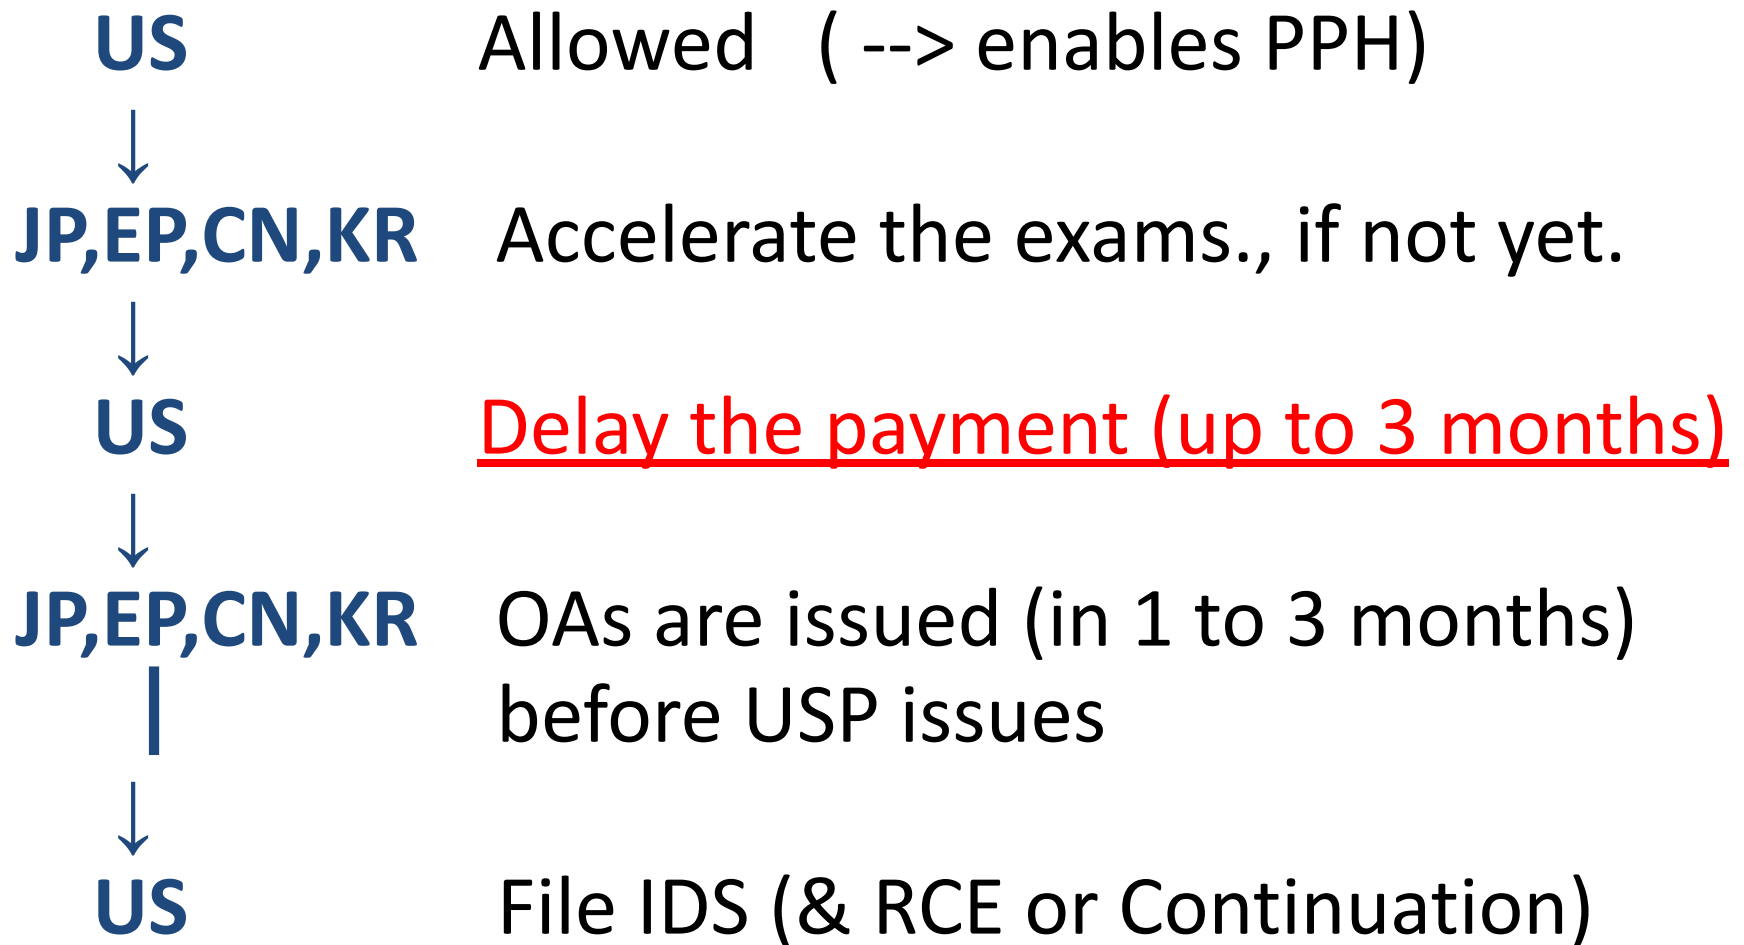 US Allowed ( --> enables PPH)
↓
JP,EP,CN,KR Accelerate the exams., if not yet.
↓
US Delay the payment (up to 3 months)
↓
JP,EP,CN,KR OAs are issued (in 1 to 3 months)
| before USP issues
↓
US File IDS (& RCE or Continuation)